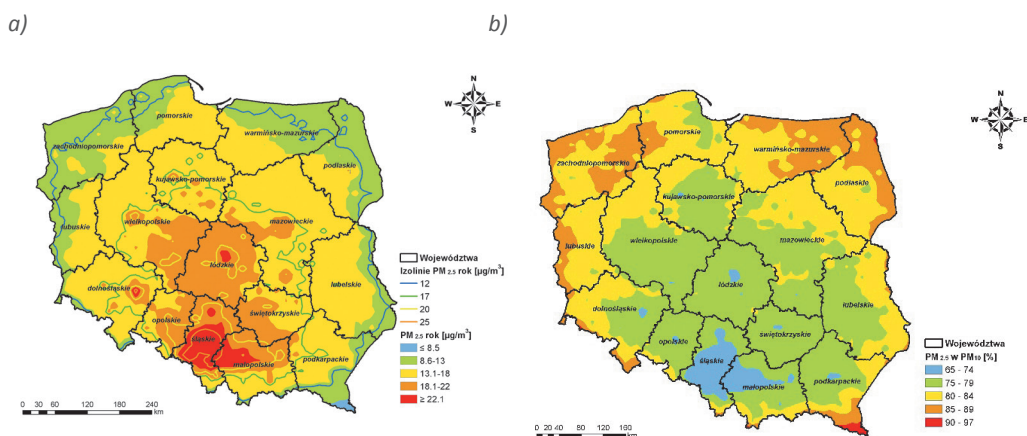 a)
b)
N
W E
S
pomorskie
warmińsko-mazurskie
zachodniopomorskie
podlaskie
kujawsko-pomorskie
wielkopolskie
mazowieckie
lubuskie
łódzkie
lubelskie
dolnośląskie
opolskie
świętokrzyskie
śląskie
małopolskie
podkarpackie
Województwa
Izolinie PM 2.5 rok [µg/m³]
12
17
20
25
PM 2.5 rok [µg/m³]
≤ 8.5
8.6-13
13.1-18
18.1-22
≥ 22.1
0 30 60 120 180 240
km
N
W E
S
pomorskie
warmińsko-mazurskie
zachodniopomorskie
podlaskie
kujawsko-pomorskie
wielkopolskie
mazowieckie
lubuskie
łódzkie
lubelskie
dolnośląskie
opolskie
świętokrzyskie
śląskie
małopolskie
podkarpackie
Województwa
PM 2.5 w PM10 [%]
65 - 74
75 - 79
80 - 84
85 - 89
90 - 97
0 20 40 80 120 160
km